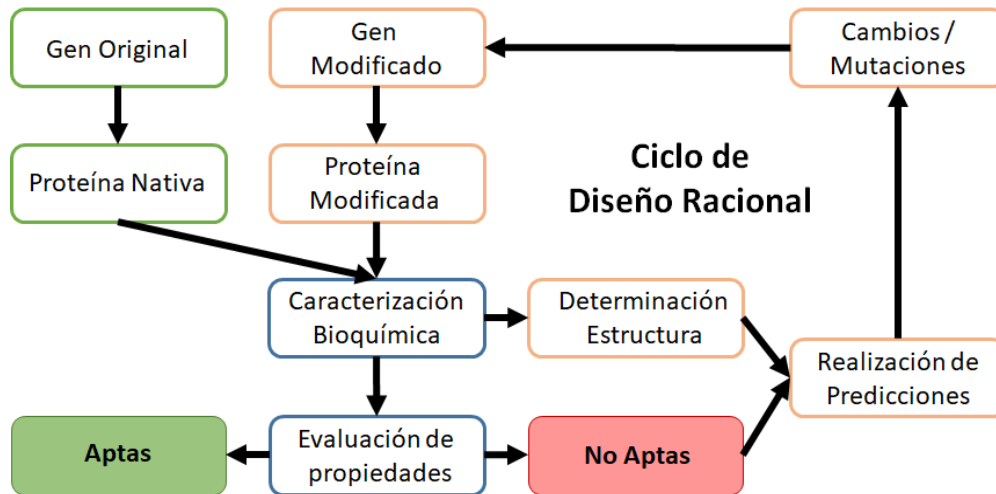 Gen Original
Gen
Modificado
Cambios /
Mutaciones
Proteína Nativa
Proteína
Modificada
Ciclo de
Diseño Racional
Caracterización
Bioquímica
Determinación
Estructura
Realización de
Predicciones
Aptas
Evaluación de
propiedades
No Aptas